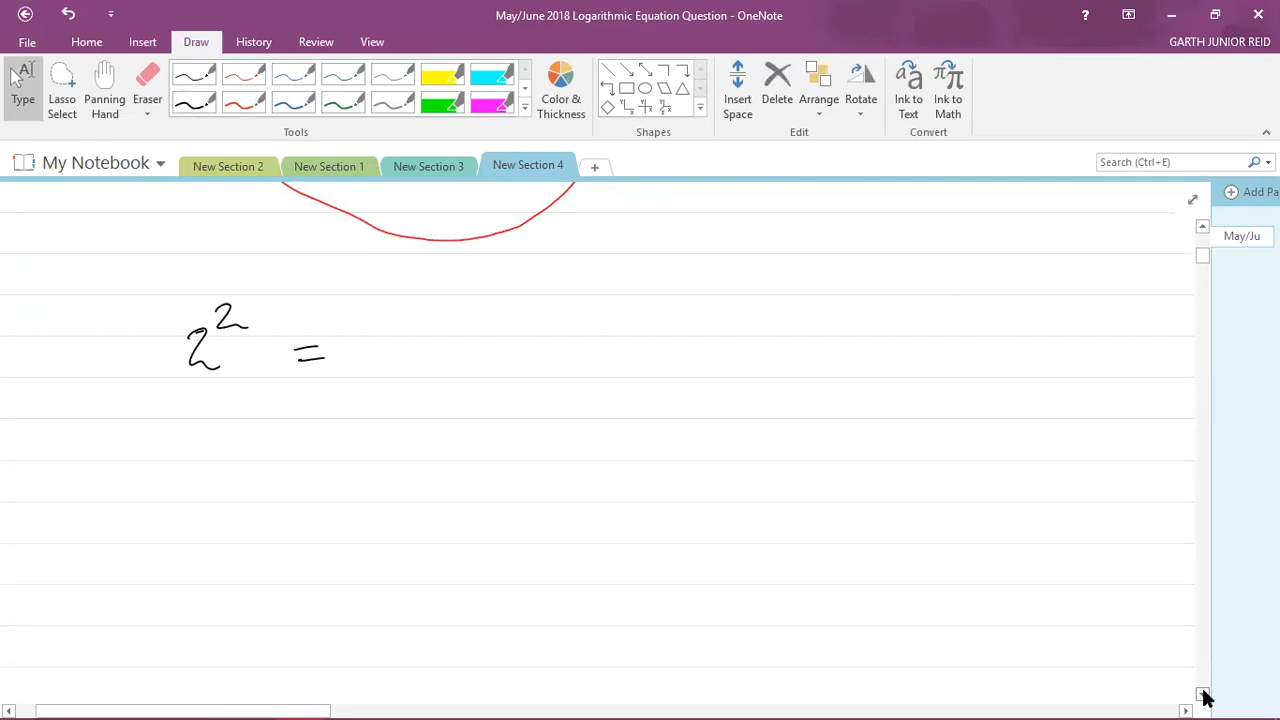 May/June 2018 Logarithmic Equation Question - OneNote
File Home Insert Draw History Review View GARTH JUNIOR REID
Type Lasso Select Panning Hand Eraser Color & Thickness Insert Space Delete Arrange Rotate Ink to Text Ink to Math
Tools Shapes Edit Convert
My Notebook New Section 2 New Section 1 New Section 3 New Section 4 Search (Ctrl+E)
Add Pa
May/Ju
2² =